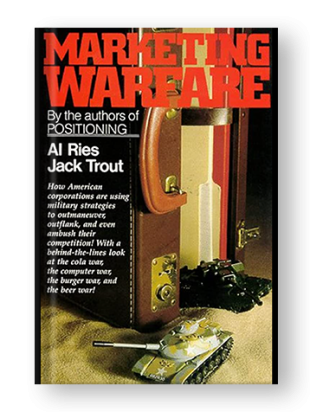 MARKETING
WARFARE
By the authors of
POSITIONING
Al Ries
Jack Trout
How American
corporations are using
military strategies
to outmaneuver,
outflank, and even
ambush their
competition! With a
behind-the-lines look
at the cola war,
the computer war,
the burger war, and
the beer war!